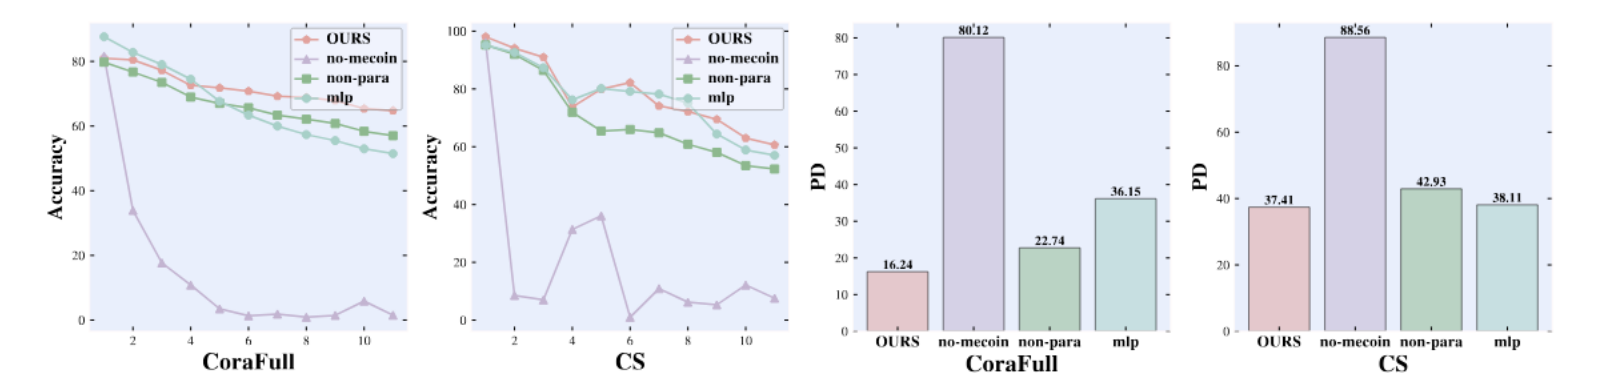 Accuracy
80
60
40
20
0
2 4 6 8 10
CoraFull
OURS
no-mecoin
non-para
mlp
Accuracy
100
80
60
40
20
0
2 4 6 8 10
CS
OURS
no-mecoin
non-para
mlp
PD
80
70
60
50
40
30
20
10
0
16.24
80.12
22.74
36.15
OURS no-mecoin non-para mlp
CoraFull
PD
80
60
40
20
0
37.41
88.56
42.93
38.11
OURS no-mecoin non-para mlp
CS